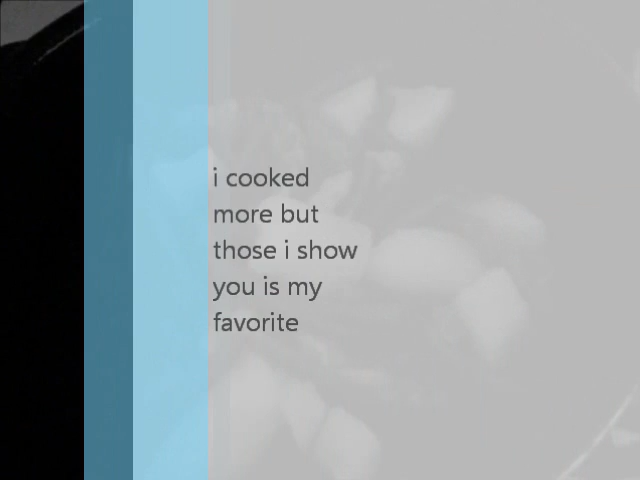 i cooked
more but
those i show
you is my
favorite